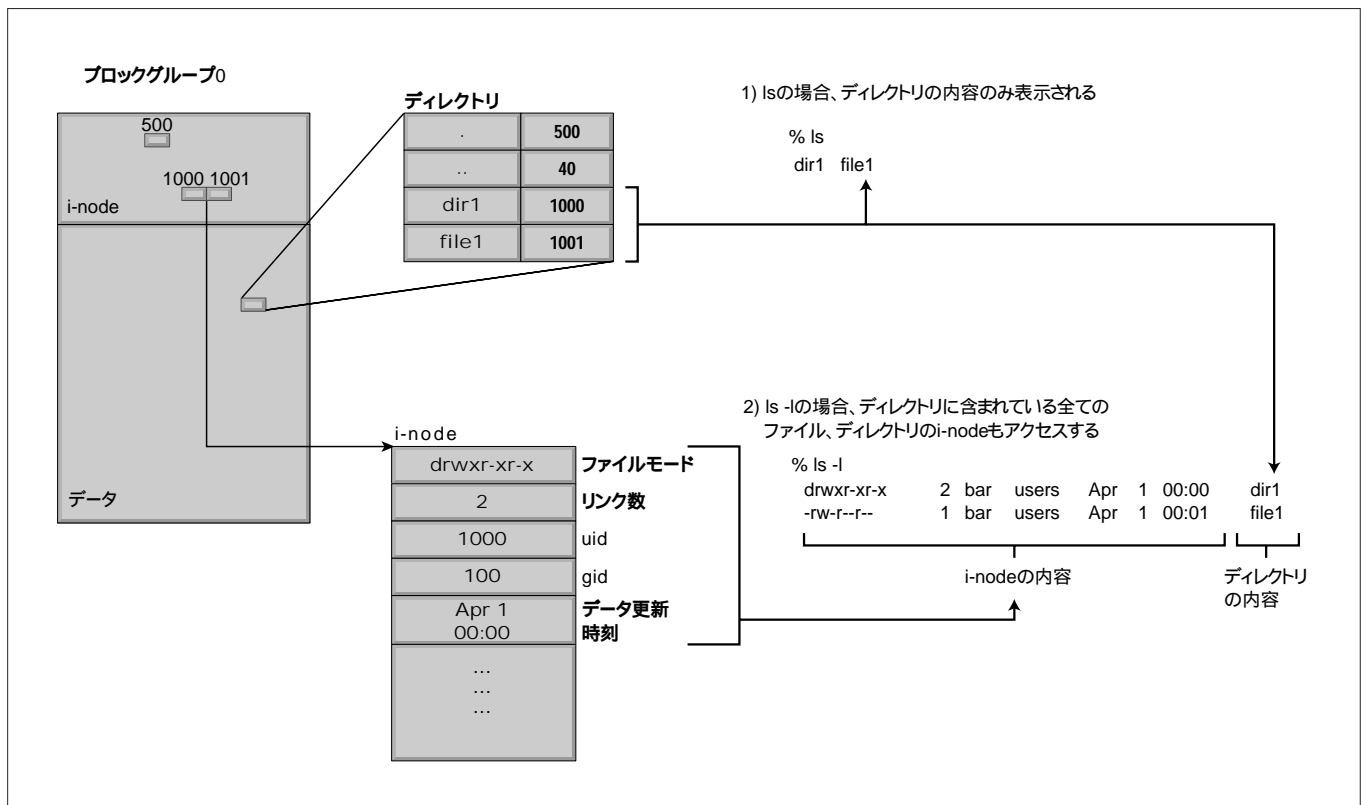 ブロックグループ0
500
1000 1001
i-node
データ
ディレクトリ
. 500
.. 40
dir1 1000
file1 1001
1) lsの場合、ディレクトリの内容のみ表示される
% ls
dir1 file1
i-node
drwxr-xr-x ファイルモード
2 リンク数
1000 uid
100 gid
Apr 1 データ更新
00:00 時刻
...
...
...
2) ls -lの場合、ディレクトリに含まれている全ての
ファイル、ディレクトリのi-nodeもアクセスする
% ls -l
drwxr-xr-x 2 bar users Apr 1 00:00 dir1
-rw-r--r-- 1 bar users Apr 1 00:01 file1
i-nodeの内容
ディレクトリ
の内容